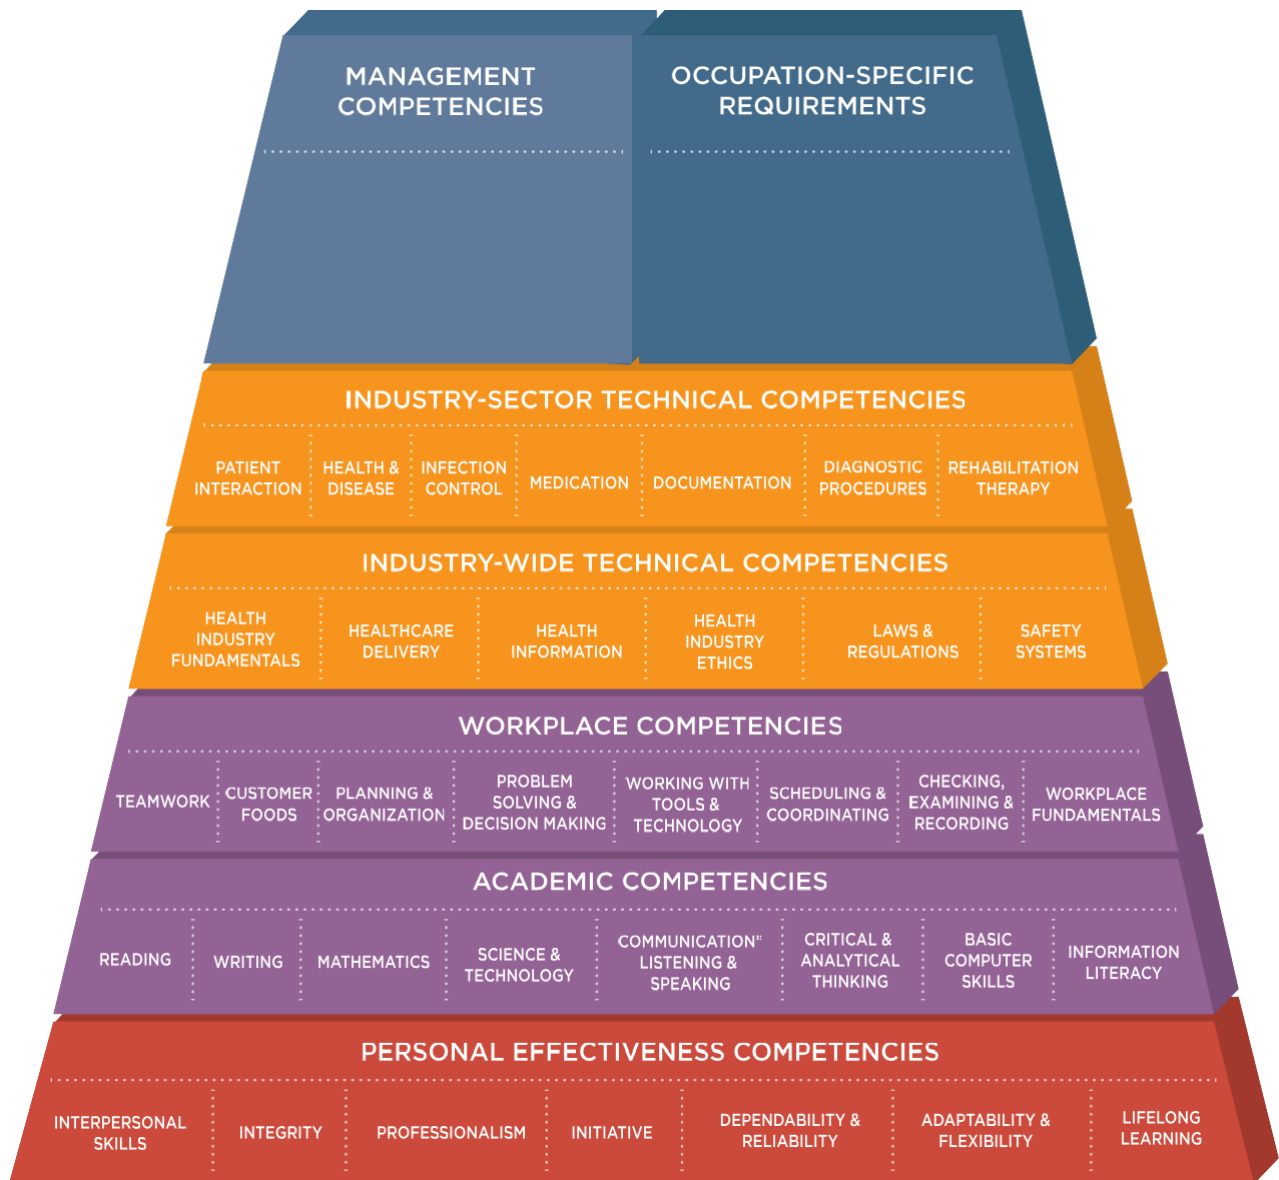 MANAGEMENT
COMPETENCIES
OCCUPATION-SPECIFIC
REQUIREMENTS
INDUSTRY-SECTOR TECHNICAL COMPETENCIES
PATIENT
INTERACTION
HEALTH &
DISEASE
INFECTION
CONTROL
MEDICATION
DOCUMENTATION
DIAGNOSTIC
PROCEDURES
REHABILITATION
THERAPY
INDUSTRY-WIDE TECHNICAL COMPETENCIES
HEALTH
INDUSTRY
FUNDAMENTALS
HEALTHCARE
DELIVERY
HEALTH
INFORMATION
HEALTH
INDUSTRY
ETHICS
LAWS &
REGULATIONS
SAFETY
SYSTEMS
WORKPLACE COMPETENCIES
TEAMWORK
CUSTOMER
FOODS
PLANNING &
ORGANIZATION
PROBLEM
SOLVING &
DECISION MAKING
WORKING WITH
TOOLS &
TECHNOLOGY
SCHEDULING &
COORDINATING
CHECKING,
EXAMINING &
RECORDING
WORKPLACE
FUNDAMENTALS
ACADEMIC COMPETENCIES
READING
WRITING
MATHEMATICS
SCIENCE &
TECHNOLOGY
COMMUNICATION"
LISTENING &
SPEAKING
CRITICAL &
ANALYTICAL
THINKING
BASIC
COMPUTER
SKILLS
INFORMATION
LITERACY
PERSONAL EFFECTIVENESS COMPETENCIES
INTERPERSONAL
SKILLS
INTEGRITY
PROFESSIONALISM
INITIATIVE
DEPENDABILITY &
RELIABILITY
ADAPTABILITY &
FLEXIBILITY
LIFELONG
LEARNING